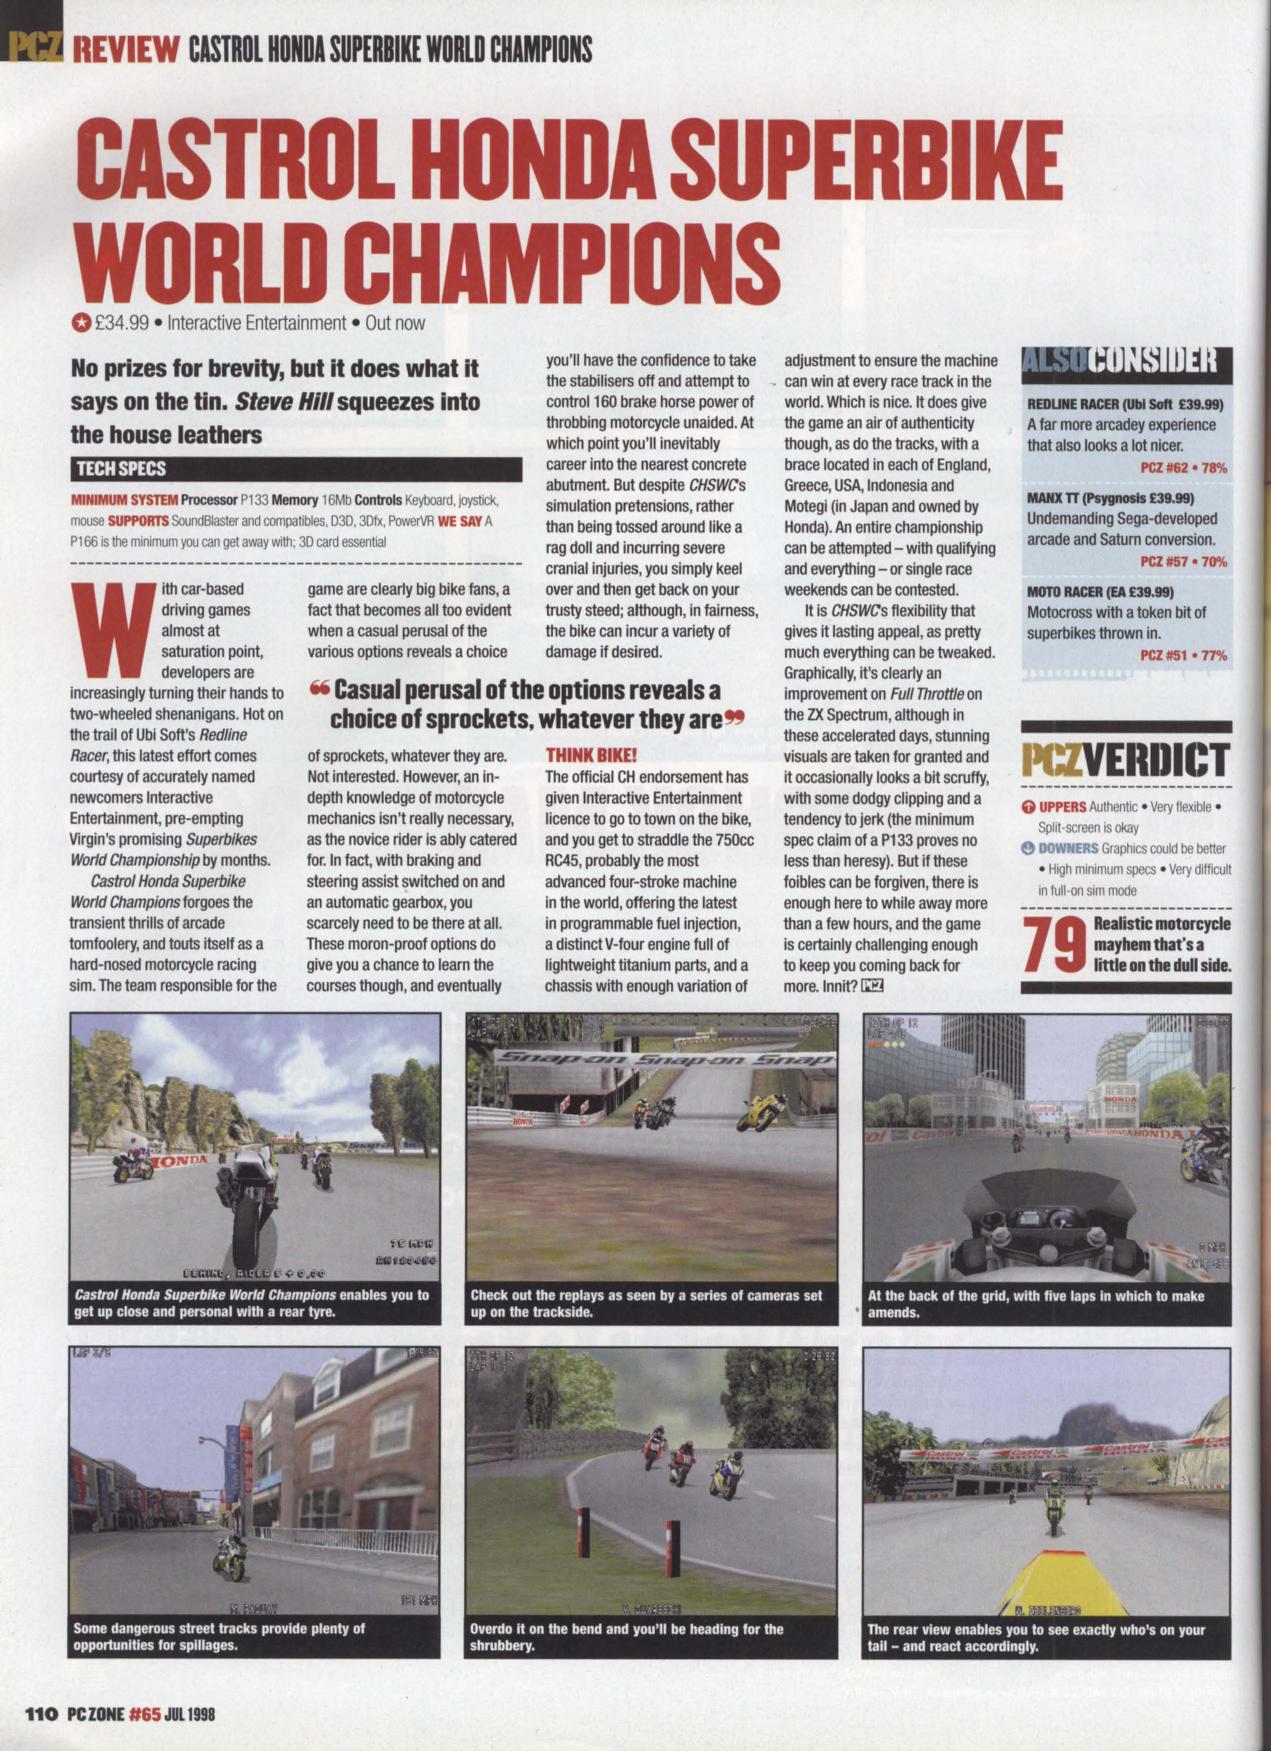 PCZ REVIEW CASTROL HONDA SUPERBIKE WORLD CHAMPIONS
CASTROL HONDA SUPERBIKE
WORLD CHAMPIONS
£34.99 • Interactive Entertainment • Out now
No prizes for brevity, but it does what it
says on the tin. Steve Hill squeezes into
the house leathers
TECH SPECS
MINIMUM SYSTEM Processor P133 Memory 16Mb Controls Keyboard, joystick,
mouse SUPPORTS SoundBlaster and compatibles, D3D, 3Dfx, PowerVR WE SAY A
P166 is the minimum you can get away with; 3D card essential
With car-based
driving games
almost at
saturation point,
developers are
increasingly turning their hands to
two-wheeled shenanigans. Hot on
the trail of Ubi Soft's Redline
Racer, this latest effort comes
courtesy of accurately named
newcomers Interactive
Entertainment, pre-empting
Virgin's promising Superbikes
World Championship by months.
Castrol Honda Superbike
World Champions forgoes the
transient thrills of arcade
tomfoolery, and touts itself as a
hard-nosed motorcycle racing
sim. The team responsible for the
game are clearly big bike fans, a
fact that becomes all too evident
when a casual perusal of the
various options reveals a choice
“Casual perusal of the options reveals a
choice of sprockets, whatever they are”
of sprockets, whatever they are.
Not interested. However, an in-
depth knowledge of motorcycle
mechanics isn't really necessary,
as the novice rider is ably catered
for. In fact, with braking and
steering assist switched on and
an automatic gearbox, you
scarcely need to be there at all.
These moron-proof options do
give you a chance to learn the
courses though, and eventually
you'll have the confidence to take
the stabilisers off and attempt to
control 160 brake horse power of
throbbing motorcycle unaided. At
which point you'll inevitably
career into the nearest concrete
abutment. But despite CHSWC's
simulation pretensions, rather
than being tossed around like a
rag doll and incurring severe
cranial injuries, you simply keel
over and then get back on your
trusty steed; although, in fairness,
the bike can incur a variety of
damage if desired.
THINK BIKE!
The official CH endorsement has
given Interactive Entertainment
licence to go to town on the bike,
and you get to straddle the 750cc
RC45, probably the most
advanced four-stroke machine
in the world, offering the latest
in programmable fuel injection,
a distinct V-four engine full of
lightweight titanium parts, and a
chassis with enough variation of
adjustment to ensure the machine
can win at every race track in the
world. Which is nice. It does give
the game an air of authenticity
though, as do the tracks, with a
brace located in each of England,
Greece, USA, Indonesia and
Motegi (in Japan and owned by
Honda). An entire championship
can be attempted – with qualifying
and everything – or single race
weekends can be contested.
It is CHSWC's flexibility that
gives it lasting appeal, as pretty
much everything can be tweaked.
Graphically, it's clearly an
improvement on Full Throttle on
the ZX Spectrum, although in
these accelerated days, stunning
visuals are taken for granted and
it occasionally looks a bit scruffy,
with some dodgy clipping and a
tendency to jerk (the minimum
spec claim of a P133 proves no
less than heresy). But if these
foibles can be forgiven, there is
enough here to while away more
than a few hours, and the game
is certainly challenging enough
to keep you coming back for
more. Innit? PCZ
ALSO CONSIDER
REDLINE RACER (Ubi Soft £39.99)
A far more arcadey experience
that also looks a lot nicer.
PCZ #62 • 78%
MANX TT (Psygnosis £39.99)
Undemanding Sega-developed
arcade and Saturn conversion.
PCZ #57 • 70%
MOTO RACER (EA £39.99)
Motocross with a token bit of
superbikes thrown in.
PCZ #51 • 77%
PCZVERDICT
UPPERS Authentic • Very flexible •
Split-screen is okay
DOWNERS Graphics could be better
• High minimum specs • Very difficult
in full-on sim mode
79
Realistic motorcycle
mayhem that's a
little on the dull side.
HONDA
Snap-on
75 MPH
BEHIND, RIDER 5 + 0,00
Castrol Honda Superbike World Champions enables you to
get up close and personal with a rear tyre.
Snap-on Snap-on Snap-on
HONDA
Check out the replays as seen by a series of cameras set
up on the trackside.
12TH OF 12
HONDA
Castrol
HONDA
0 MPH
At the back of the grid, with five laps in which to make
amends.
LAP
131 MPH
Some dangerous street tracks provide plenty of
opportunities for spillages.
OF 12
LAP
Overdo it on the bend and you'll be heading for the
shrubbery.
Castrol HONDA Castrol HONDA Castrol HONDA
The rear view enables you to see exactly who's on your
tail – and react accordingly.
110 PC ZONE #65 JUL 1998